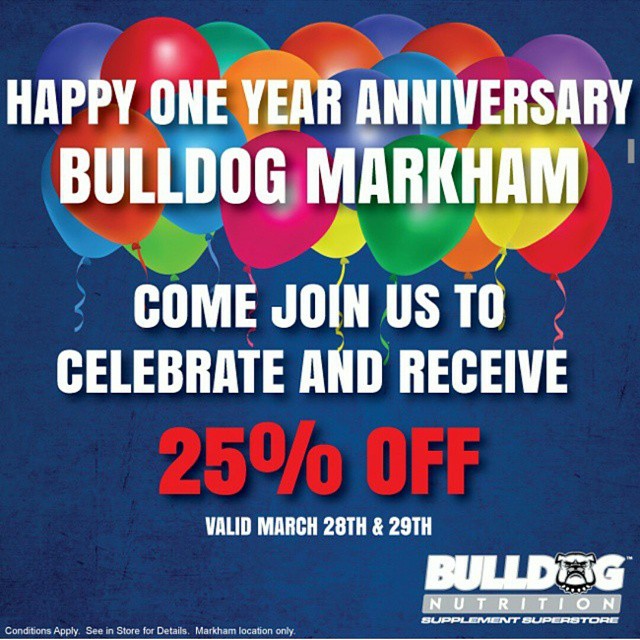 HAPPY ONE YEAR ANNIVERSARY
BULLDOG MARKHAM
COME JOIN US TO
CELEBRATE AND RECEIVE
25% OFF
VALID MARCH 28TH & 29TH
BULLDOG™
NUTRITION
SUPPLEMENT SUPERSTORE
Conditions Apply. See in Store for Details. Markham location only.